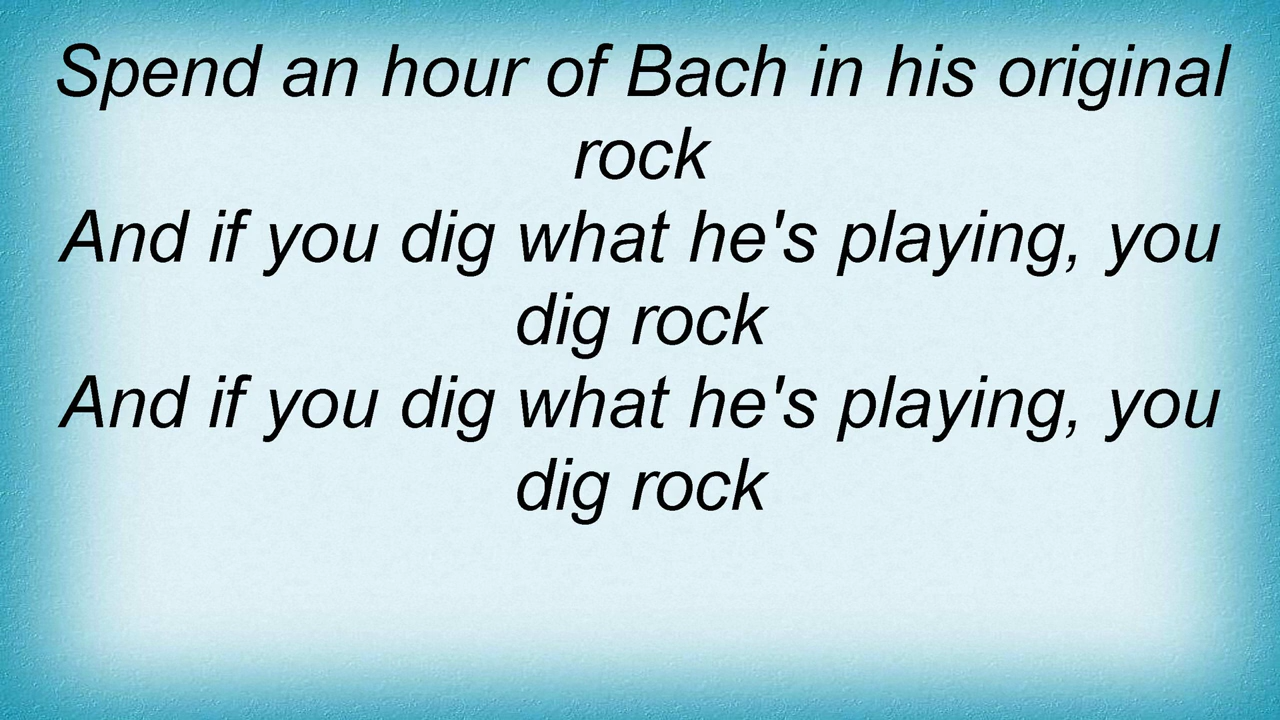 Spend an hour of Bach in his original
rock
And if you dig what he's playing, you
dig rock
And if you dig what he's playing, you
dig rock